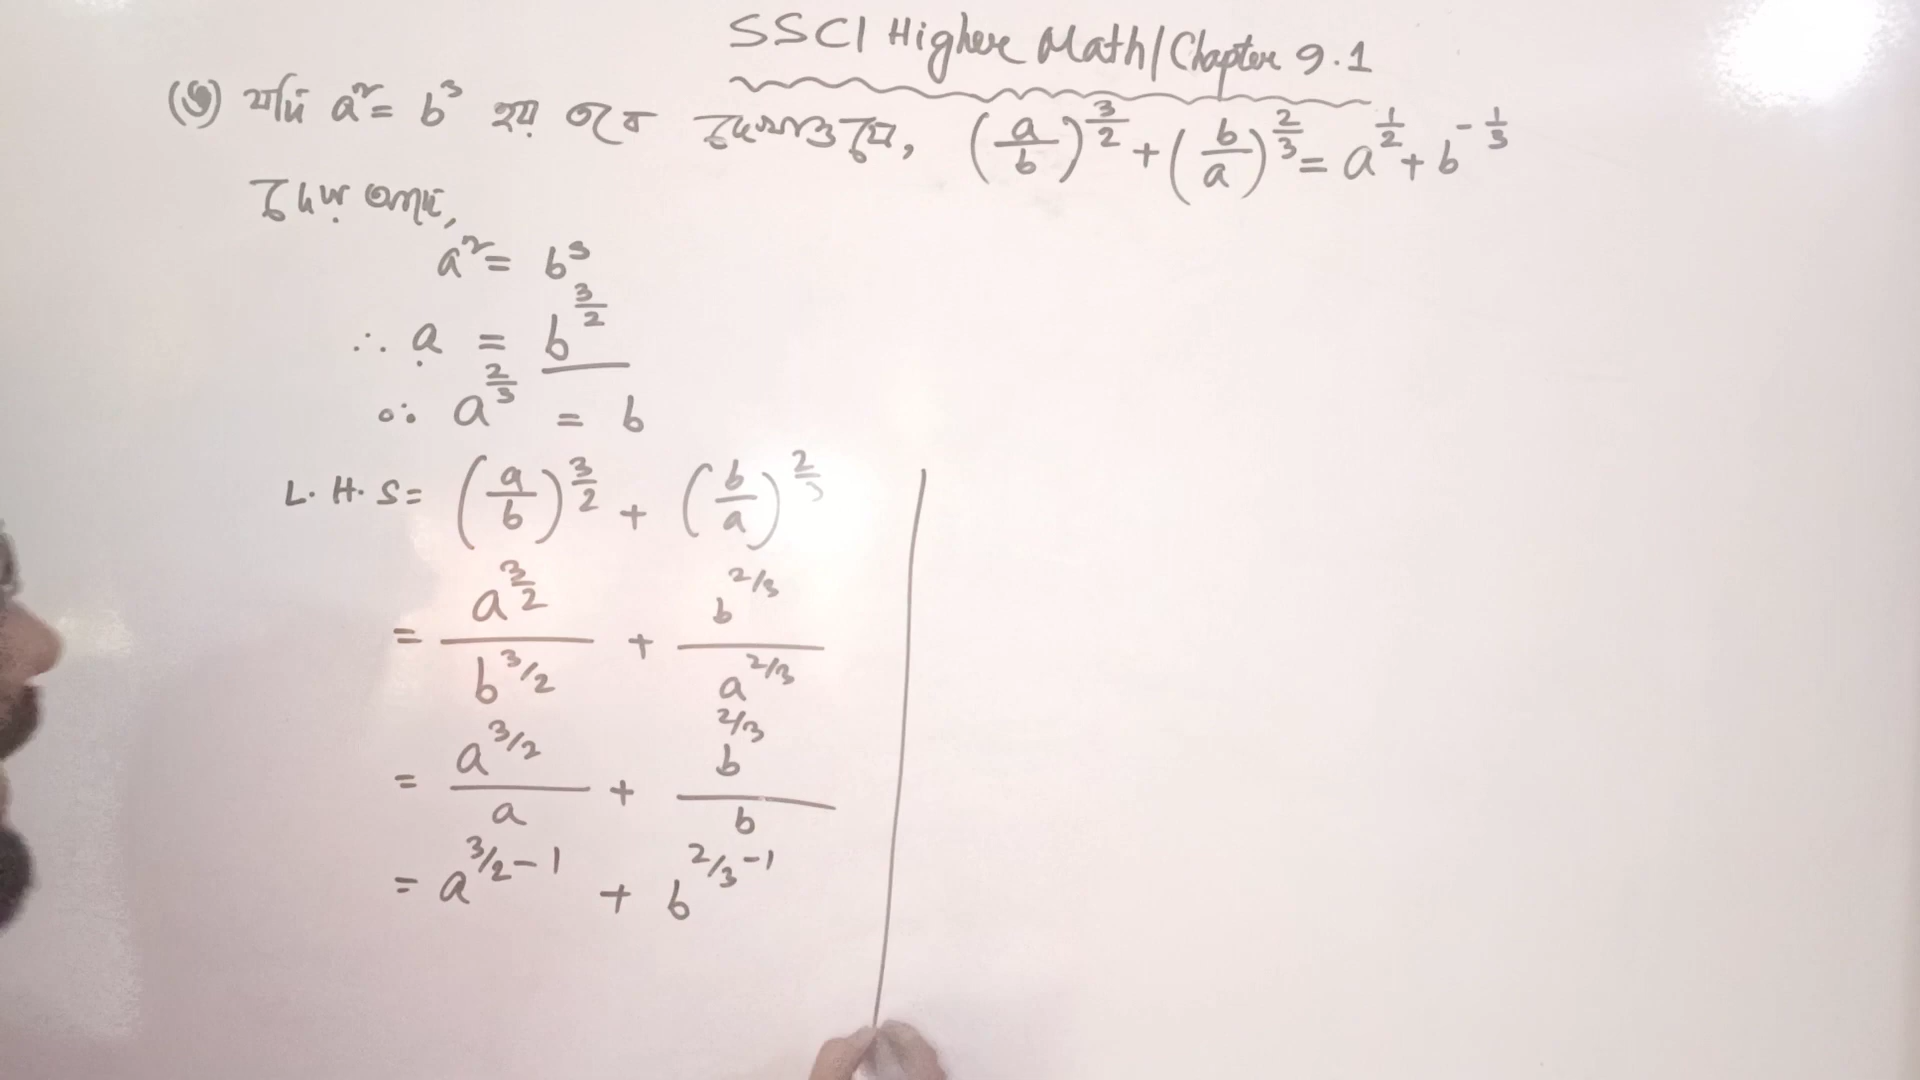 SSC | Higher Math | Chapter 9.1
(ঙ) যদি a² = b³ হয় তবে দেখাও যে, (a/b)^(3/2) + (b/a)^(2/3) = a^(1/2) + b^(-1/3)
দেওয়া আছে,
a² = b³
∴ a = b^(3/2)
∴ a^(2/3) = b
L.H.S = (a/b)^(3/2) + (b/a)^(2/3)
= a^(3/2) / b^(3/2) + b^(2/3) / a^(2/3)
= a^(3/2) / a + b^(2/3) / b
= a^(3/2 - 1) + b^(2/3 - 1)